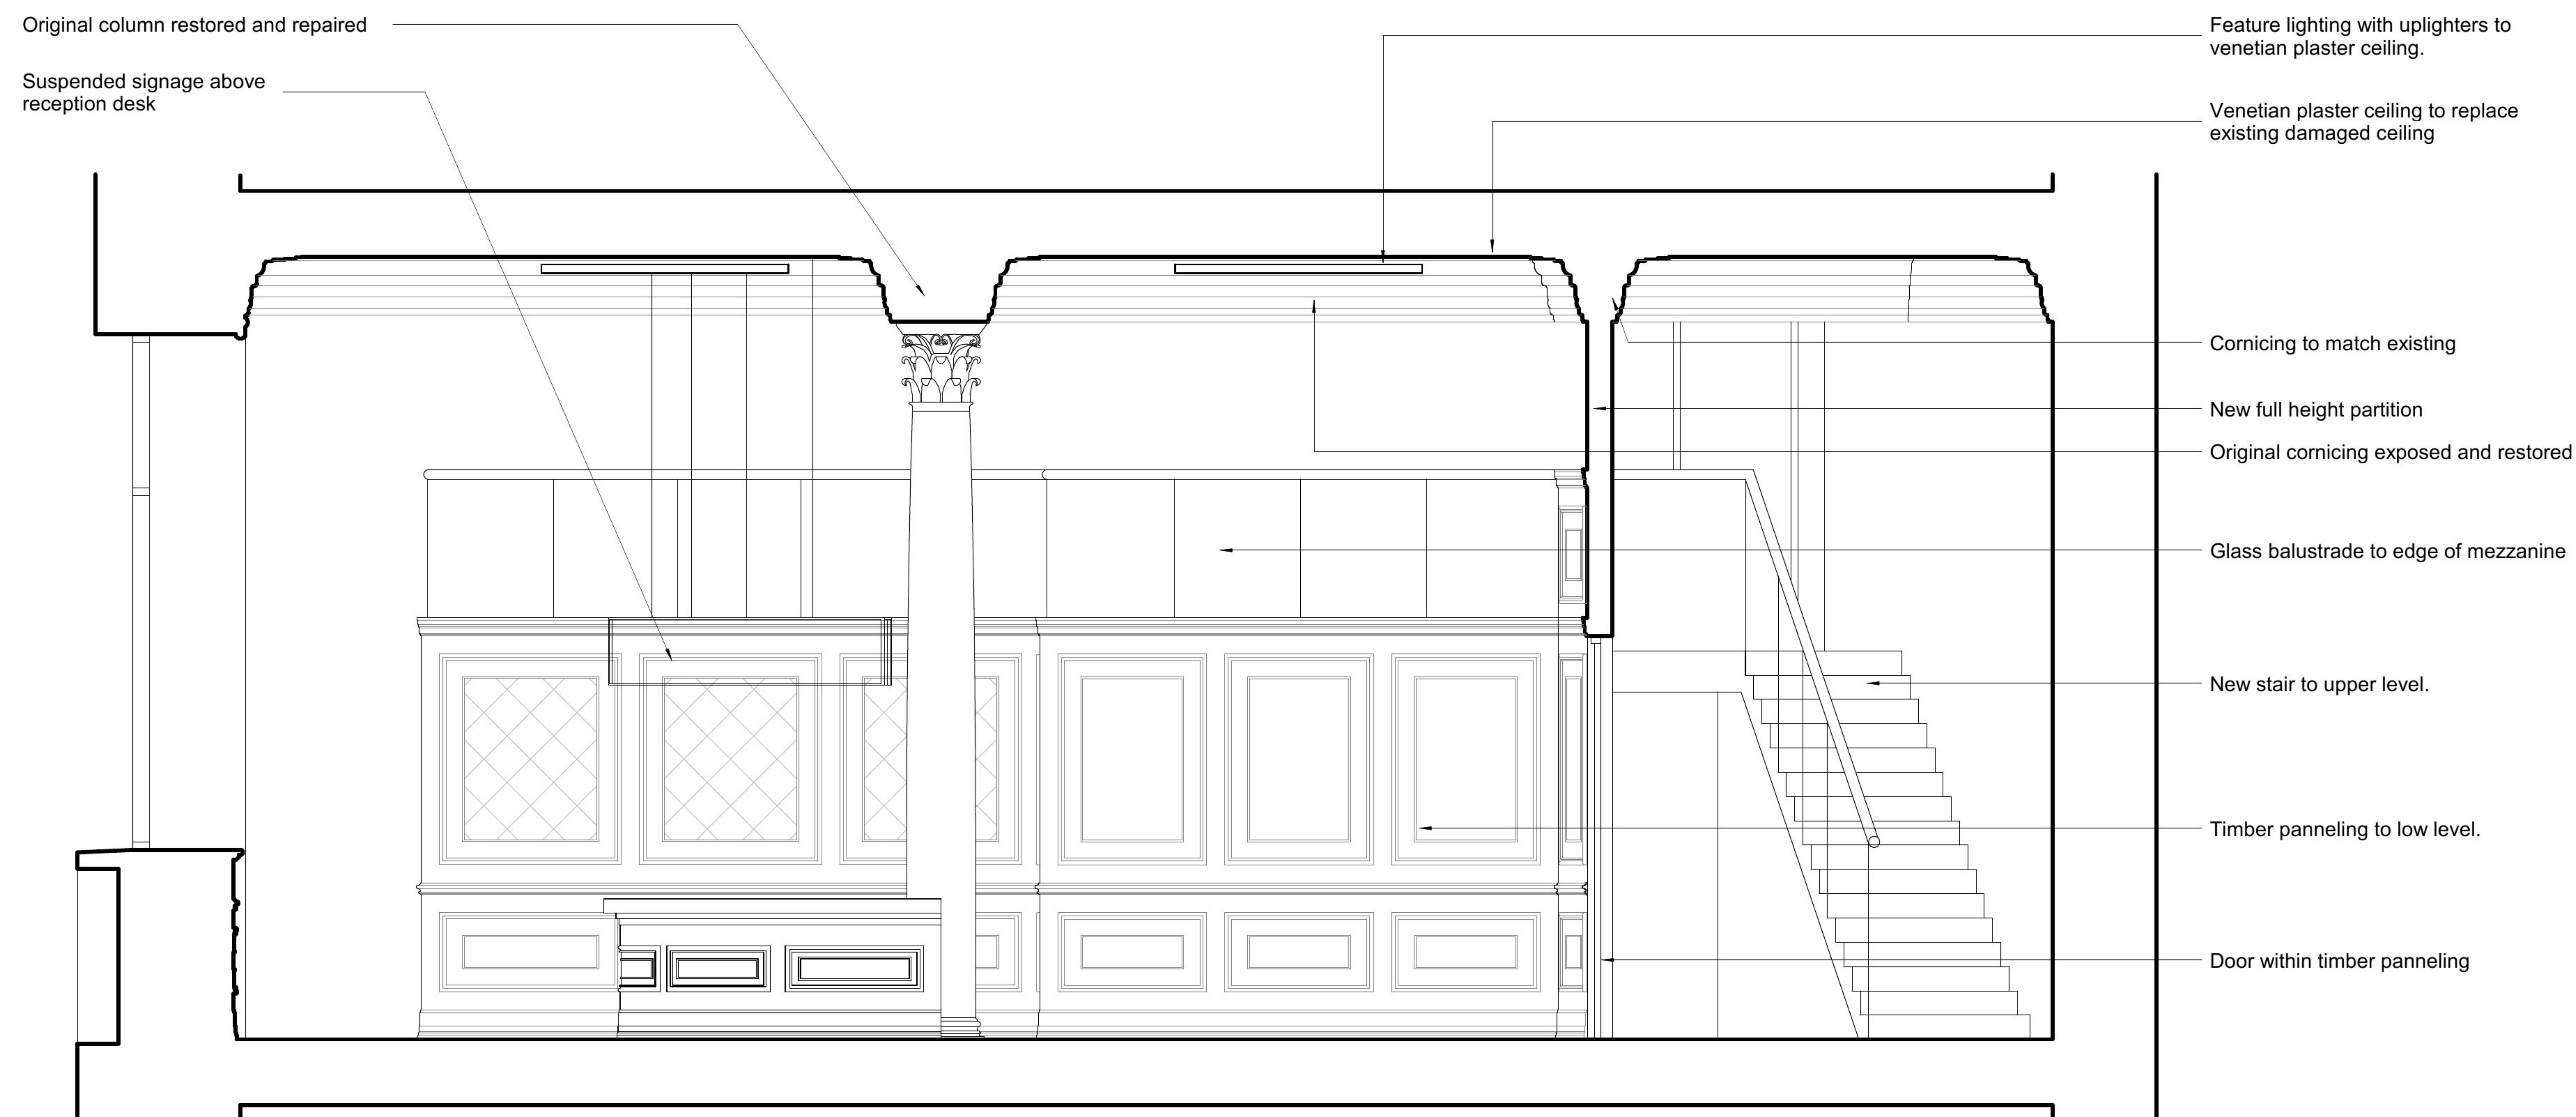 Original column restored and repaired
Suspended signage above
reception desk
Feature lighting with uplighters to
venetian plaster ceiling.
Venetian plaster ceiling to replace
existing damaged ceiling
Cornicing to match existing
New full height partition
Original cornicing exposed and restored
Glass balustrade to edge of mezzanine
New stair to upper level.
Timber panneling to low level.
Door within timber panneling